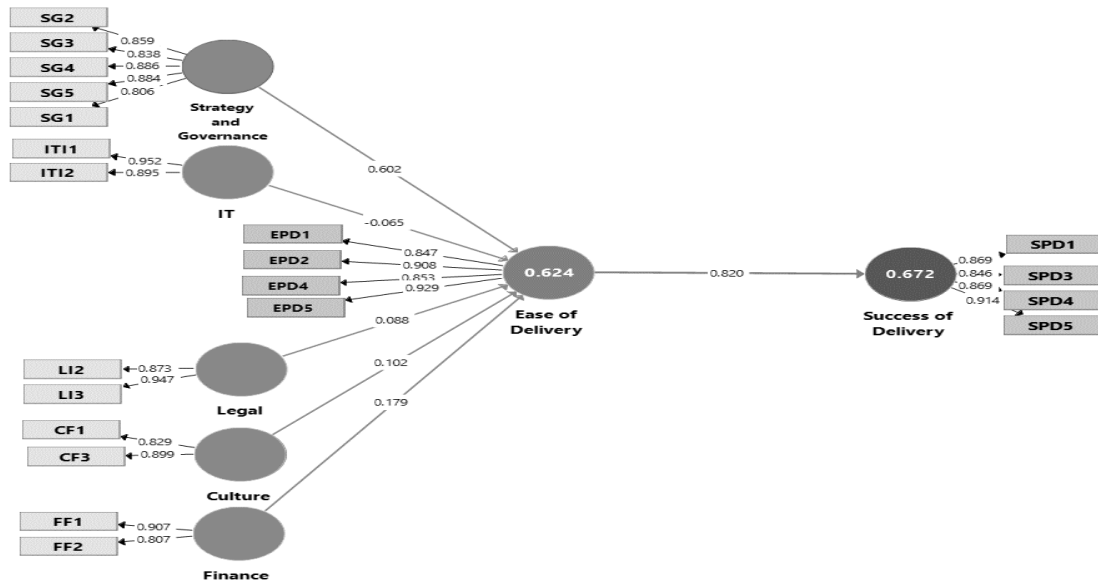 SG2
SG3
SG4
SG5
SG1
0.859
0.838
0.886
0.884
0.806
Strategy
and
Governance
ITI1
ITI2
0.952
0.895
IT
0.602
-0.065
EPD1
EPD2
EPD4
EPD5
0.847
0.908
0.853
0.929
0.624
Ease of
Delivery
0.820
0.672
Success of
Delivery
0.869
0.846
0.869
0.914
SPD1
SPD3
SPD4
SPD5
0.088
0.102
0.179
LI2
LI3
0.873
0.947
Legal
CF1
CF3
0.829
0.899
Culture
FF1
FF2
0.907
0.807
Finance